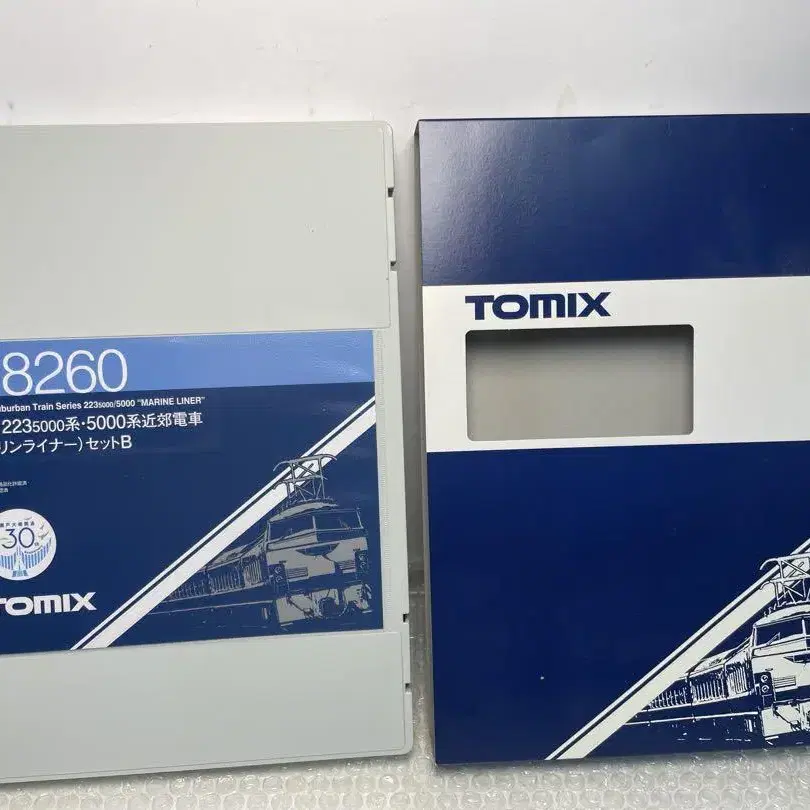 8260
burban Train Series 2235000/5000 "MARINE LINER"
2235000系・5000系近郊電車
リンライナー)セットB
30
TOMIX
TOMIX